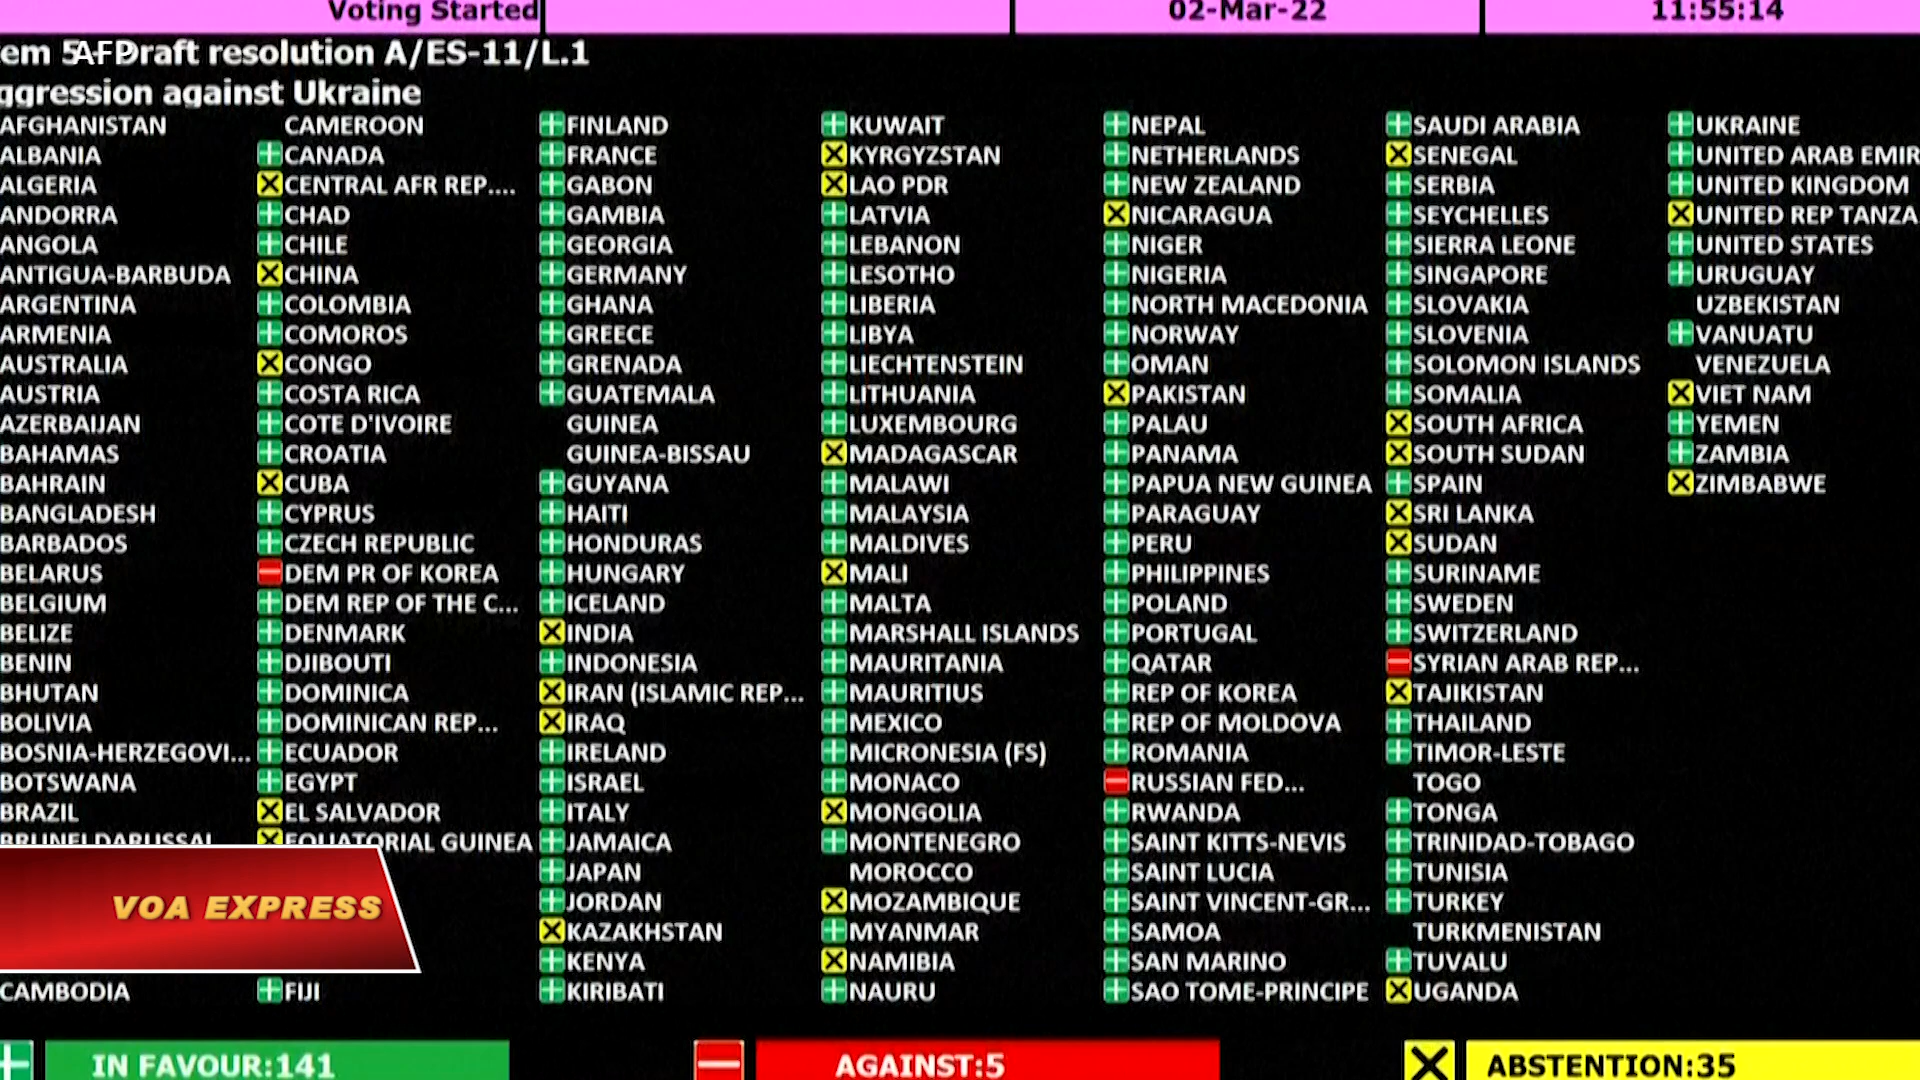 Voting Started 02-Mar-22 11:55:14
em 5 Draft resolution A/ES-11/L.1
AFP
ggression against Ukraine
AFGHANISTAN
ALBANIA
ALGERIA
ANDORRA
ANGOLA
ANTIGUA-BARBUDA
ARGENTINA
ARMENIA
AUSTRALIA
AUSTRIA
AZERBAIJAN
BAHAMAS
BAHRAIN
BANGLADESH
BARBADOS
BELARUS
BELGIUM
BELIZE
BENIN
BHUTAN
BOLIVIA
BOSNIA-HERZEGOVI...
BOTSWANA
BRAZIL
BRUNEI DARUSSAL
CAMBODIA
CAMEROON
CANADA
CENTRAL AFR REP....
CHAD
CHILE
CHINA
COLOMBIA
COMOROS
CONGO
COSTA RICA
COTE D'IVOIRE
CROATIA
CUBA
CYPRUS
CZECH REPUBLIC
DEM PR OF KOREA
DEM REP OF THE C...
DENMARK
DJIBOUTI
DOMINICA
DOMINICAN REP...
ECUADOR
EGYPT
EL SALVADOR
EQUATORIAL GUINEA
FIJI
FINLAND
FRANCE
GABON
GAMBIA
GEORGIA
GERMANY
GHANA
GREECE
GRENADA
GUATEMALA
GUINEA
GUINEA-BISSAU
GUYANA
HAITI
HONDURAS
HUNGARY
ICELAND
INDIA
INDONESIA
IRAN (ISLAMIC REP...
IRAQ
IRELAND
ISRAEL
ITALY
JAMAICA
JAPAN
JORDAN
KAZAKHSTAN
KENYA
KIRIBATI
KUWAIT
KYRGYZSTAN
LAO PDR
LATVIA
LEBANON
LESOTHO
LIBERIA
LIBYA
LIECHTENSTEIN
LITHUANIA
LUXEMBOURG
MADAGASCAR
MALAWI
MALAYSIA
MALDIVES
MALI
MALTA
MARSHALL ISLANDS
MAURITANIA
MAURITIUS
MEXICO
MICRONESIA (FS)
MONACO
MONGOLIA
MONTENEGRO
MOROCCO
MOZAMBIQUE
MYANMAR
NAMIBIA
NAURU
NEPAL
NETHERLANDS
NEW ZEALAND
NICARAGUA
NIGER
NIGERIA
NORTH MACEDONIA
NORWAY
OMAN
PAKISTAN
PALAU
PANAMA
PAPUA NEW GUINEA
PARAGUAY
PERU
PHILIPPINES
POLAND
PORTUGAL
QATAR
REP OF KOREA
REP OF MOLDOVA
ROMANIA
RUSSIAN FED...
RWANDA
SAINT KITTS-NEVIS
SAINT LUCIA
SAINT VINCENT-GR...
SAMOA
SAN MARINO
SAO TOME-PRINCIPE
SAUDI ARABIA
SENEGAL
SERBIA
SEYCHELLES
SIERRA LEONE
SINGAPORE
SLOVAKIA
SLOVENIA
SOLOMON ISLANDS
SOMALIA
SOUTH AFRICA
SOUTH SUDAN
SPAIN
SRI LANKA
SUDAN
SURINAME
SWEDEN
SWITZERLAND
SYRIAN ARAB REP...
TAJIKISTAN
THAILAND
TIMOR-LESTE
TOGO
TONGA
TRINIDAD-TOBAGO
TUNISIA
TURKEY
TURKMENISTAN
TUVALU
UGANDA
UKRAINE
UNITED ARAB EMIR
UNITED KINGDOM
UNITED REP TANZA
UNITED STATES
URUGUAY
UZBEKISTAN
VANUATU
VENEZUELA
VIET NAM
YEMEN
ZAMBIA
ZIMBABWE
VOA EXPRESS
IN FAVOUR:141 AGAINST:5 ABSTENTION:35